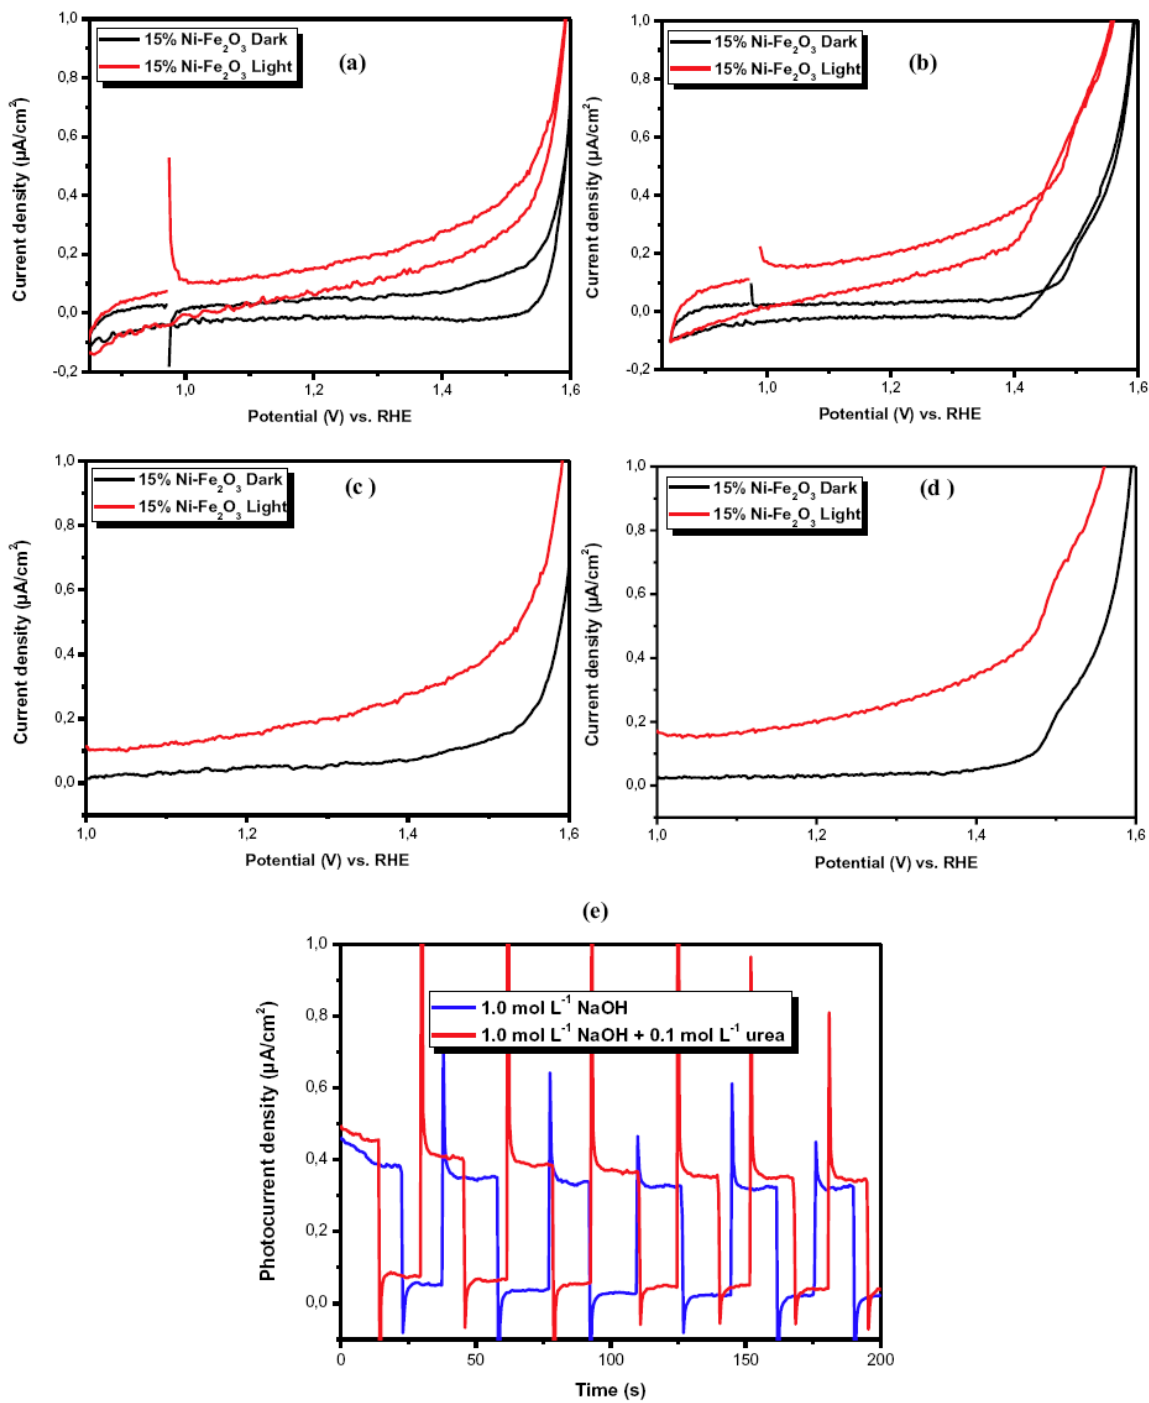 15% Ni-Fe₂O₃ Dark
15% Ni-Fe₂O₃ Light
(a)
Current density (µA/cm²)
1,0
0,8
0,6
0,4
0,2
0,0
-0,2
1,0
1,2
1,4
1,6
Potential (V) vs. RHE
15% Ni-Fe₂O₃ Dark
15% Ni-Fe₂O₃ Light
(b)
Current density (µA/cm²)
1,0
0,8
0,6
0,4
0,2
0,0
-0,2
1,0
1,2
1,4
1,6
Potential (V) vs. RHE
15% Ni-Fe₂O₃ Dark
15% Ni-Fe₂O₃ Light
(c )
Current density (µA/cm²)
1,0
0,8
0,6
0,4
0,2
0,0
1,0
1,2
1,4
1,6
Potential (V) vs. RHE
15% Ni-Fe₂O₃ Dark
15% Ni-Fe₂O₃ Light
(d )
Current density (µA/cm²)
1,0
0,8
0,6
0,4
0,2
0,0
1,0
1,2
1,4
1,6
Potential (V) vs. RHE
(e)
1.0 mol L⁻¹ NaOH
1.0 mol L⁻¹ NaOH + 0.1 mol L⁻¹ urea
Photocurrent density (µA/cm²)
1,0
0,8
0,6
0,4
0,2
0,0
0
50
100
150
200
Time (s)